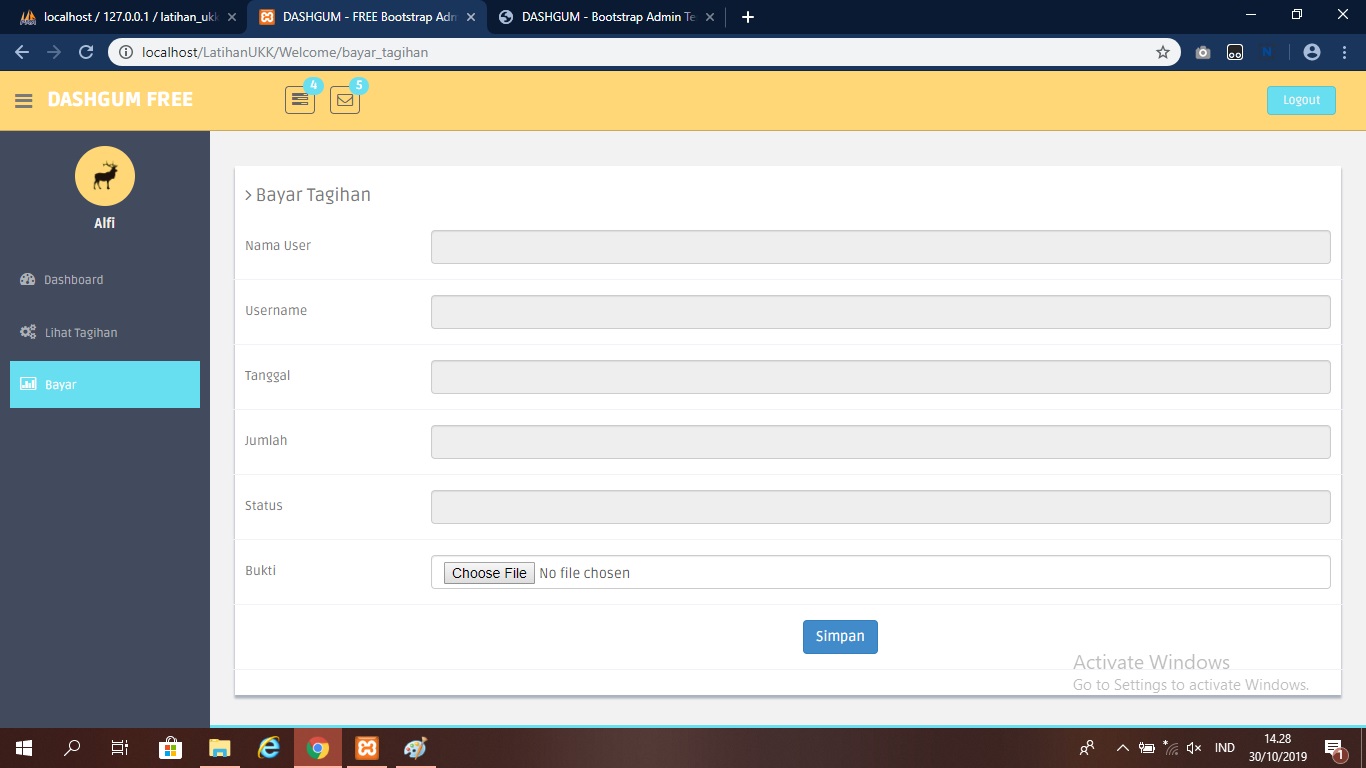 localhost / 127.0.0.1 / latihan_ukk
DASHGUM - FREE Bootstrap Adm
DASHGUM - Bootstrap Admin Te
localhost/LatihanUKK/Welcome/bayar_tagihan
DASHGUM FREE
4
5
Logout
Alfi
Dashboard
Lihat Tagihan
Bayar
> Bayar Tagihan
Nama User
Username
Tanggal
Jumlah
Status
Bukti
Choose File No file chosen
Simpan
Activate Windows
Go to Settings to activate Windows.
IND
14.28
30/10/2019
1